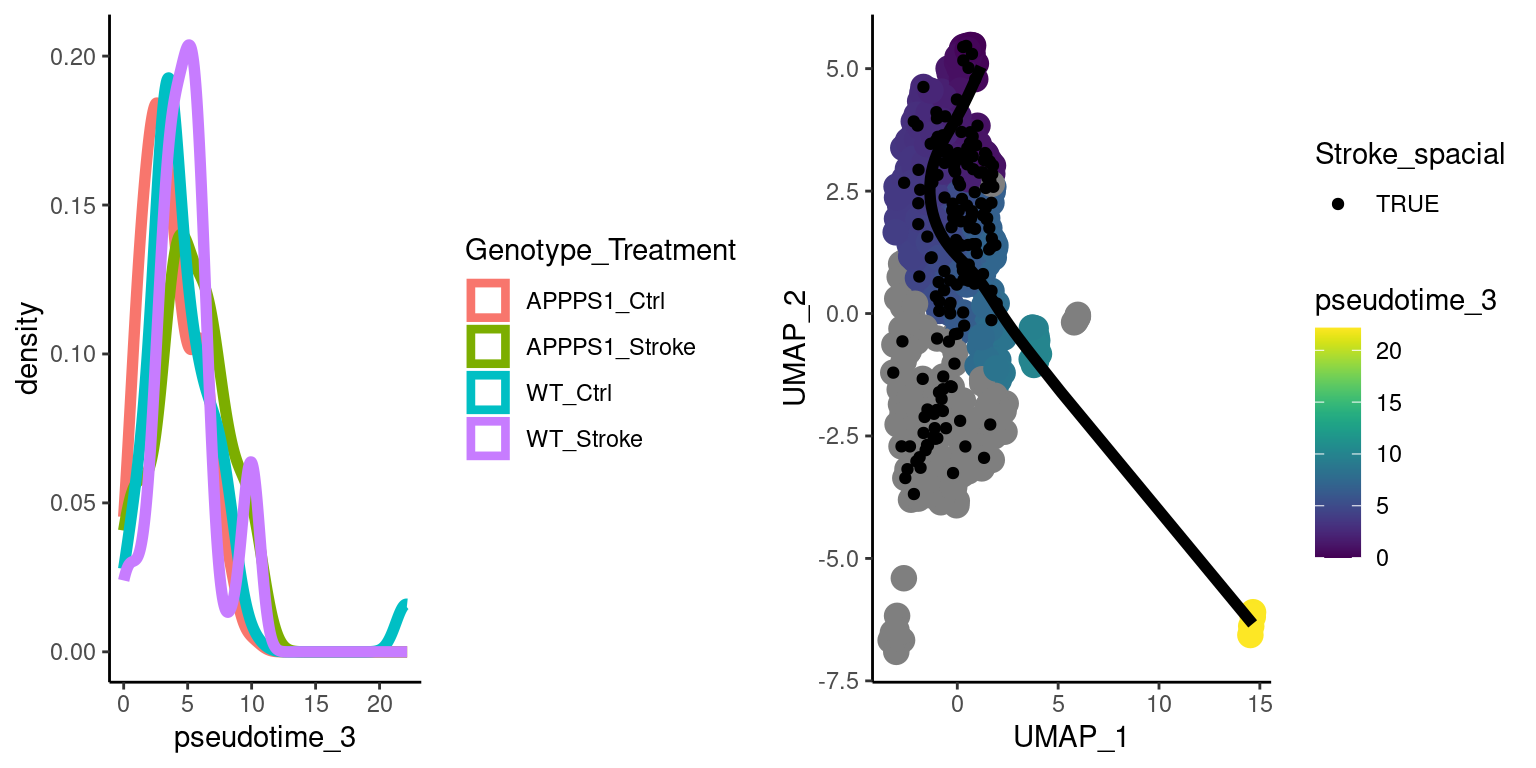 density
0.20
0.15
0.10
0.05
0.00
0 5 10 15 20
pseudotime_3
Genotype_Treatment
APPPS1_Ctrl
APPPS1_Stroke
WT_Ctrl
WT_Stroke
UMAP_2
5.0
2.5
0.0
-2.5
-5.0
-7.5
0 5 10 15
UMAP_1
Stroke_spacial
TRUE
pseudotime_3
20
15
10
5
0